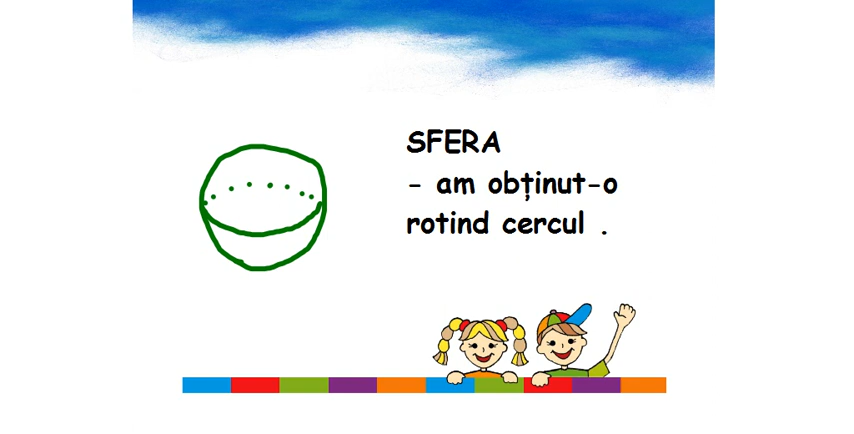 SFERA
- am obținut-o
rotind cercul .